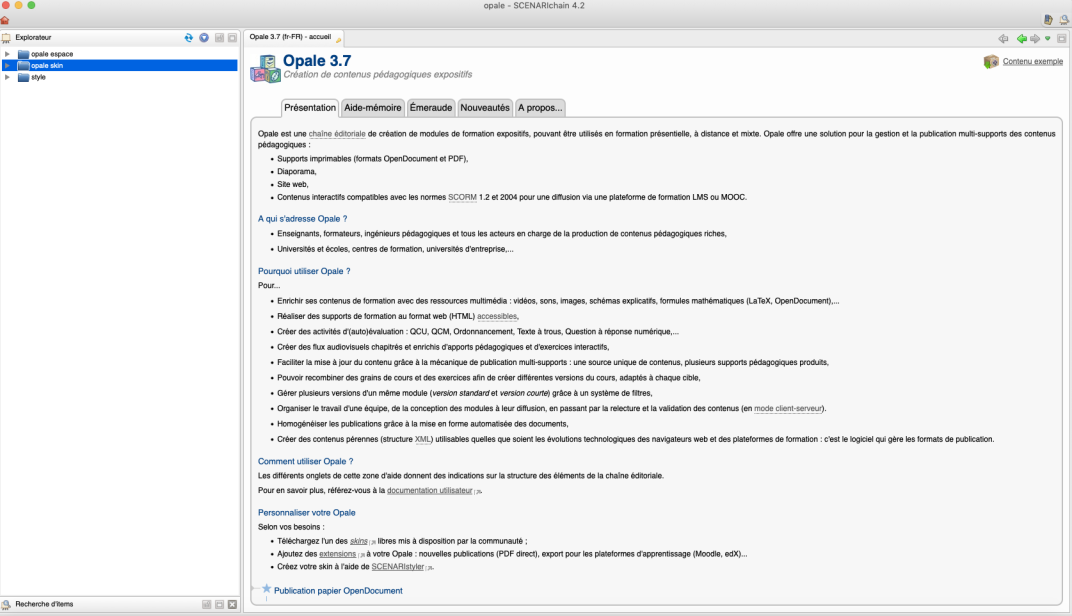 opale - SCENARIchain 4.2
Explorateur
opale espace
opale skin
style
Recherche d'items
Opale 3.7 (fr-FR) - accueil
Opale 3.7
Création de contenus pédagogiques expositifs
Contenu exemple
Présentation Aide-mémoire Émeraude Nouveautés A propos...
Opale est une chaîne éditoriale de création de modules de formation expositifs, pouvant être utilisés en formation présentielle, à distance et mixte. Opale offre une solution pour la gestion et la publication multi-supports des contenus
pédagogiques :
• Supports imprimables (formats OpenDocument et PDF),
• Diaporama,
• Site web,
• Contenus interactifs compatibles avec les normes SCORM 1.2 et 2004 pour une diffusion via une plateforme de formation LMS ou MOOC.
A qui s'adresse Opale ?
• Enseignants, formateurs, ingénieurs pédagogiques et tous les acteurs en charge de la production de contenus pédagogiques riches,
• Universités et écoles, centres de formation, universités d'entreprise,...
Pourquoi utiliser Opale ?
Pour...
• Enrichir ses contenus de formation avec des ressources multimédia : vidéos, sons, images, schémas explicatifs, formules mathématiques (LaTeX, OpenDocument),...
• Réaliser des supports de formation au format web (HTML) accessibles,
• Créer des activités d'(auto)évaluation : QCU, QCM, Ordonnancement, Texte à trous, Question à réponse numérique,...
• Créer des flux audiovisuels chapitrés et enrichis d'apports pédagogiques et d'exercices interactifs,
• Faciliter la mise à jour du contenu grâce à la mécanique de publication multi-supports : une source unique de contenus, plusieurs supports pédagogiques produits,
• Pouvoir recombiner des grains de cours et des exercices afin de créer différentes versions du cours, adaptés à chaque cible,
• Gérer plusieurs versions d'un même module (version standard et version courte) grâce à un système de filtres,
• Organiser le travail d'une équipe, de la conception des modules à leur diffusion, en passant par la relecture et la validation des contenus (en mode client-serveur).
• Homogénéiser les publications grâce à la mise en forme automatisée des documents,
• Créer des contenus pérennes (structure XML) utilisables quelles que soient les évolutions technologiques des navigateurs web et des plateformes de formation : c'est le logiciel qui gère les formats de publication.
Comment utiliser Opale ?
Les différents onglets de cette zone d'aide donnent des indications sur la structure des éléments de la chaîne éditoriale.
Pour en savoir plus, référez-vous à la documentation utilisateur.
Personnaliser votre Opale
Selon vos besoins :
• Téléchargez l'un des skins libres mis à disposition par la communauté ;
• Ajoutez des extensions à votre Opale : nouvelles publications (PDF direct), export pour les plateformes d'apprentissage (Moodle, edX)...
• Créez votre skin à l'aide de SCENARIstyler.
Publication papier OpenDocument